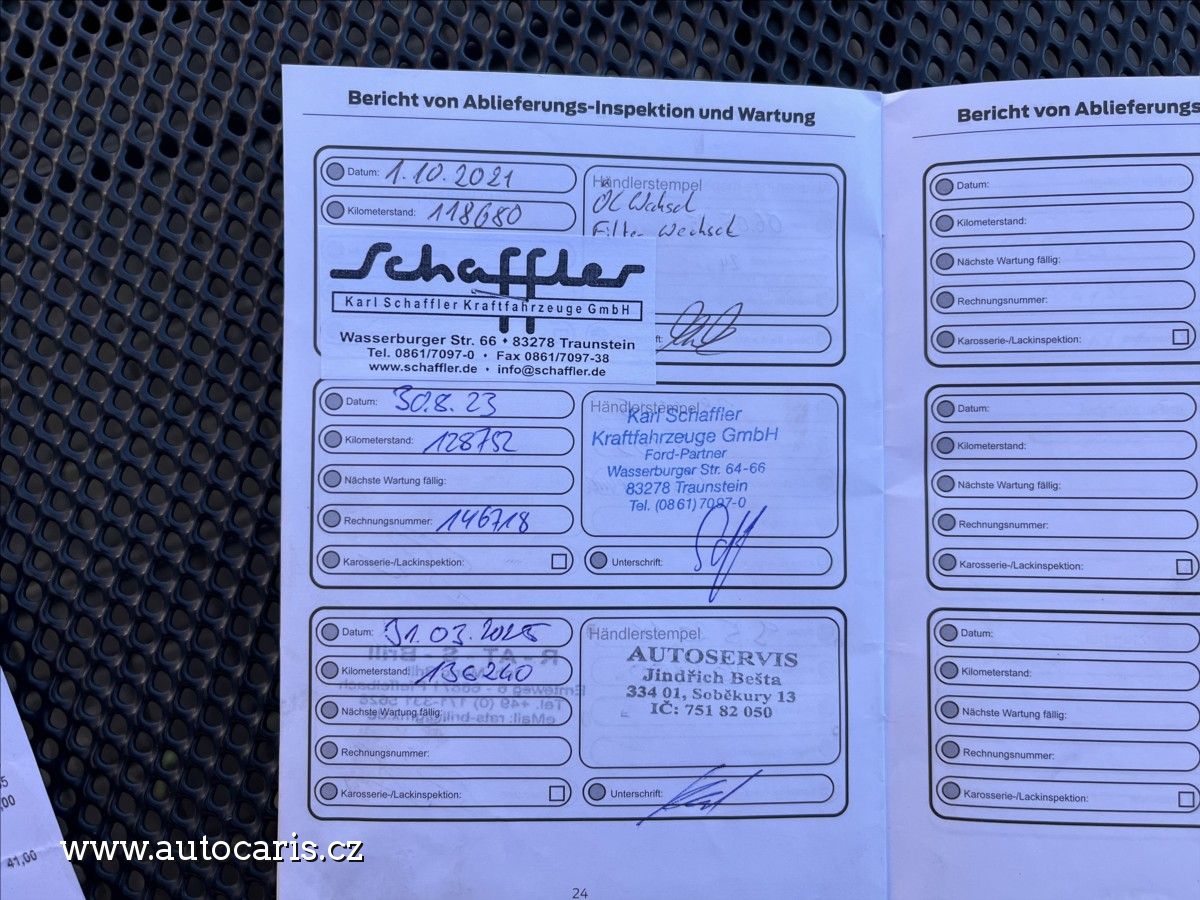 Bericht von Ablieferungs-Inspektion und Wartung
Datum: 1.10.2021
Kilometerstand: 118680
Händlerstempel
Öl Wechsel
Filter Wechsel
Schaffler
Karl Schaffler Kraftfahrzeuge GmbH
Wasserburger Str. 66 • 83278 Traunstein
Tel. 0861/7097-0 • Fax 0861/7097-38
www.schaffler.de • info@schaffler.de
Datum: 30.8.23
Kilometerstand: 128752
Nächste Wartung fällig:
Rechnungsnummer: 146718
Karosserie-/Lackinspektion:
Händlerstempel
Karl Schaffler
Kraftfahrzeuge GmbH
Ford-Partner
Wasserburger Str. 64-66
83278 Traunstein
Tel. (0861) 7097-0
Unterschrift:
Datum: 31.03.2025
Kilometerstand: 136240
Nächste Wartung fällig:
Rechnungsnummer:
Karosserie-/Lackinspektion:
Händlerstempel
AUTOSERVIS
Jindřich Bešta
334 01, Soběkury 13
IČ: 751 82 050
Unterschrift:
24
Bericht von Ablieferungs
Datum:
Kilometerstand:
Nächste Wartung fällig:
Rechnungsnummer:
Karosserie-/Lackinspektion:
Datum:
Kilometerstand:
Nächste Wartung fällig:
Rechnungsnummer:
Karosserie-/Lackinspektion:
Datum:
Kilometerstand:
Nächste Wartung fällig:
Rechnungsnummer:
Karosserie-/Lackinspektion:
41,00
www.autocaris.cz